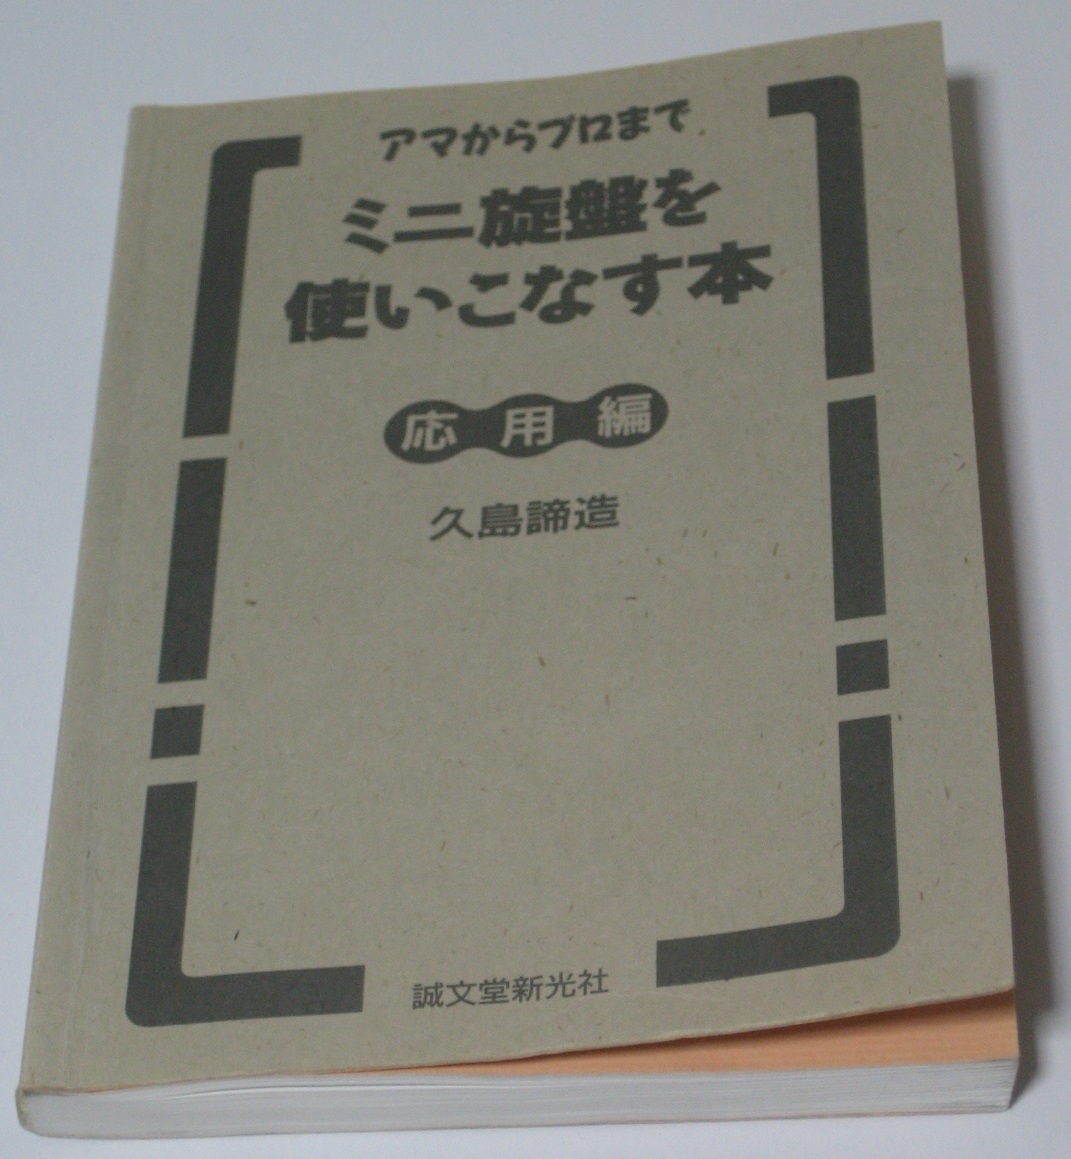 アマからプロまで
ミニ旋盤を
使いこなす本
応用編
久島諦造
誠文堂新光社